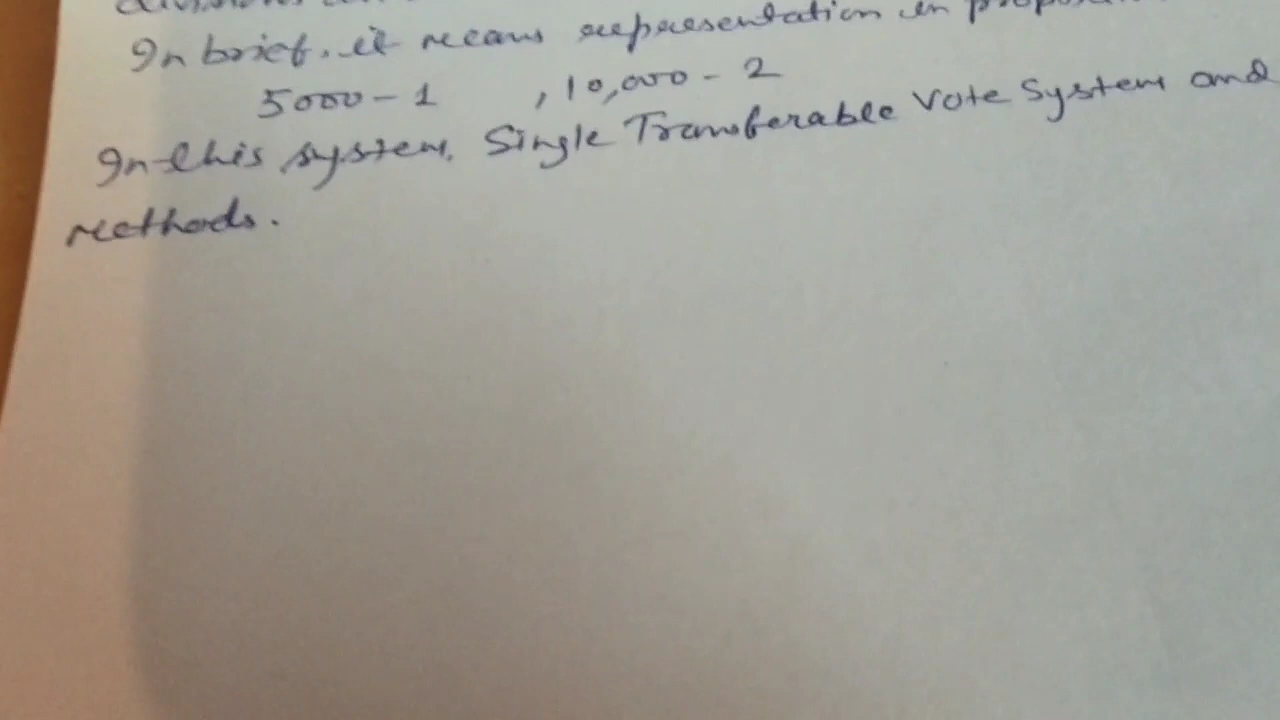 In brief. it means representation in
5000 - 1 , 10,000 - 2
In this system, Single Transferable Vote System and
methods.